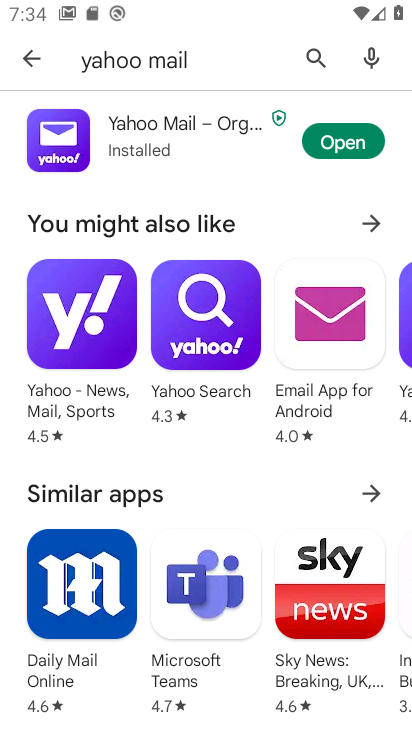 7:34
yahoo mail
yahoo!
Yahoo Mail – Org...
Installed
Open
You might also like
y!
yahoo!
Yahoo - News,
Mail, Sports
4.5★
Yahoo Search
4.3★
Email App for
Android
4.0★
Ya
4.
Similar apps
m
T
sky
news
Daily Mail
Online
4.6★
Microsoft
Teams
4.7★
Sky News:
Breaking, UK,...
4.6★
In
Bu
3.